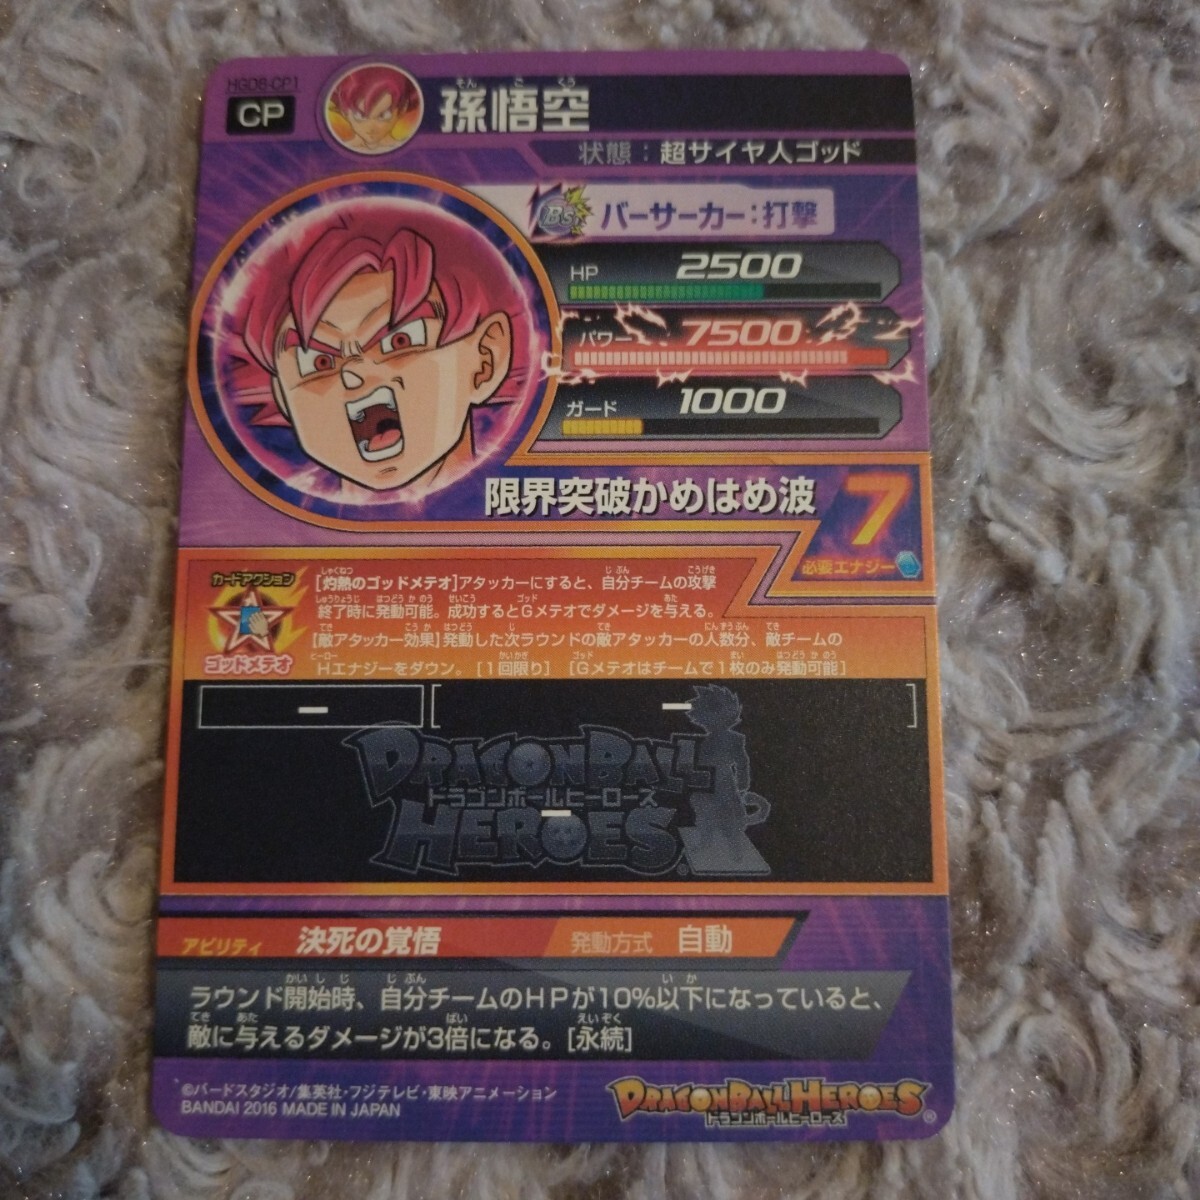 HGD8-CP1
CP
そん ご くう
孫悟空
状態：超サイヤ人ゴッド
BS バーサーカー：打撃
HP 2500
パワー 7500
ガード 1000
限界突破かめはめ波 7
必要エナジー
カードアクション
ゴッドメテオ
[灼熱のゴッドメテオ]アタッカーにすると、自分チームの攻撃
終了時に発動可能。成功するとGメテオでダメージを与える。
[敵アタッカー効果]発動した次ラウンドの敵アタッカーの人数分、敵チームの
Hエナジーをダウン。[1回限り] [Gメテオはチームで1枚のみ発動可能]
ー [ー]
DRAGON BALL
ドラゴンボールヒーローズ
ー
HEROES
アビリティ 決死の覚悟 発動方式 自動
ラウンド開始時、自分チームのHPが10%以下になっていると、
敵に与えるダメージが3倍になる。[永続]
©バードスタジオ/集英社・フジテレビ・東映アニメーション
BANDAI 2016 MADE IN JAPAN
DRAGON BALL HEROES
ドラゴンボールヒーローズ